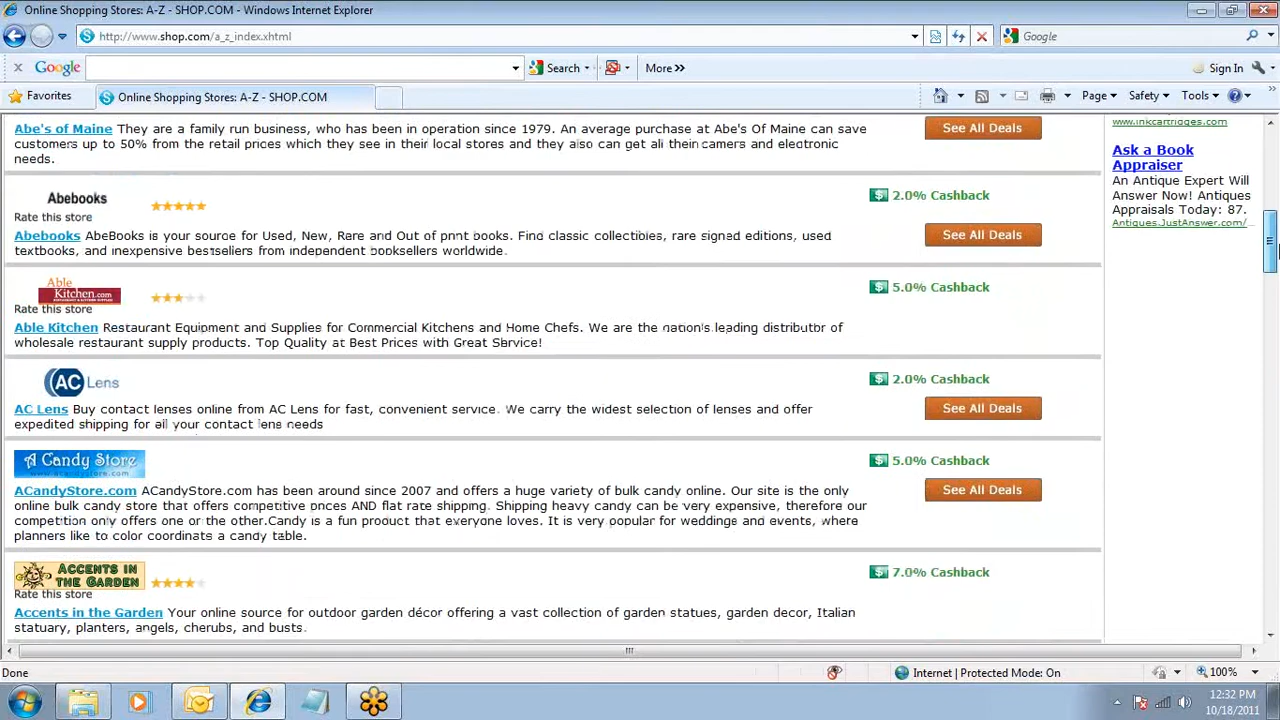 Online Shopping Stores: A-Z - SHOP.COM - Windows Internet Explorer
http://www.shop.com/a_z_index.xhtml
Google
Google
Search
More »
Sign In
Favorites
Online Shopping Stores: A-Z - SHOP.COM
Page
Safety
Tools
Abe's of Maine They are a family run business, who has been in operation since 1979. An average purchase at Abe's Of Maine can save
customers up to 50% from the retail prices which they see in their local stores and they also can get all their camera and electronic
needs.
See All Deals
Abebooks
2.0% Cashback
Rate this store
Abebooks AbeBooks is your source for Used, New, Rare and Out of print books. Find classic collectibles, rare signed editions, used
textbooks, and inexpensive bestsellers from independent booksellers worldwide.
See All Deals
Able
Kitchen.com
5.0% Cashback
Rate this store
Able Kitchen Restaurant Equipment and Supplies for Commercial Kitchens and Home Chefs. We are the nation's leading distributor of
wholesale restaurant supply products. Top Quality at Best Prices with Great Service!
AC Lens
2.0% Cashback
AC Lens Buy contact lenses online from AC Lens for fast, convenient service. We carry the widest selection of lenses and offer
expedited shipping for all your contact lens needs
See All Deals
A Candy Store
www.acandystore.com
5.0% Cashback
ACandyStore.com ACandyStore.com has been around since 2007 and offers a huge variety of bulk candy online. Our site is the only
online bulk candy store that offers competitive prices AND flat rate shipping. Shipping heavy candy can be very expensive, therefore our
competition only offers one or the other.Candy is a fun product that everyone loves. It is very popular for weddings and events, where
planners like to color coordinate a candy table.
See All Deals
ACCENTS IN
THE GARDEN
7.0% Cashback
Rate this store
Accents in the Garden Your online source for outdoor garden décor offering a vast collection of garden statues, garden decor, Italian
statuary, planters, angels, cherubs, and busts.
www.inkcartridges.com
Ask a Book
Appraiser
An Antique Expert Will
Answer Now! Antiques
Appraisals Today: 87.
Antiques.JustAnswer.com/
Done
Internet | Protected Mode: On
100%
12:32 PM
10/18/2011